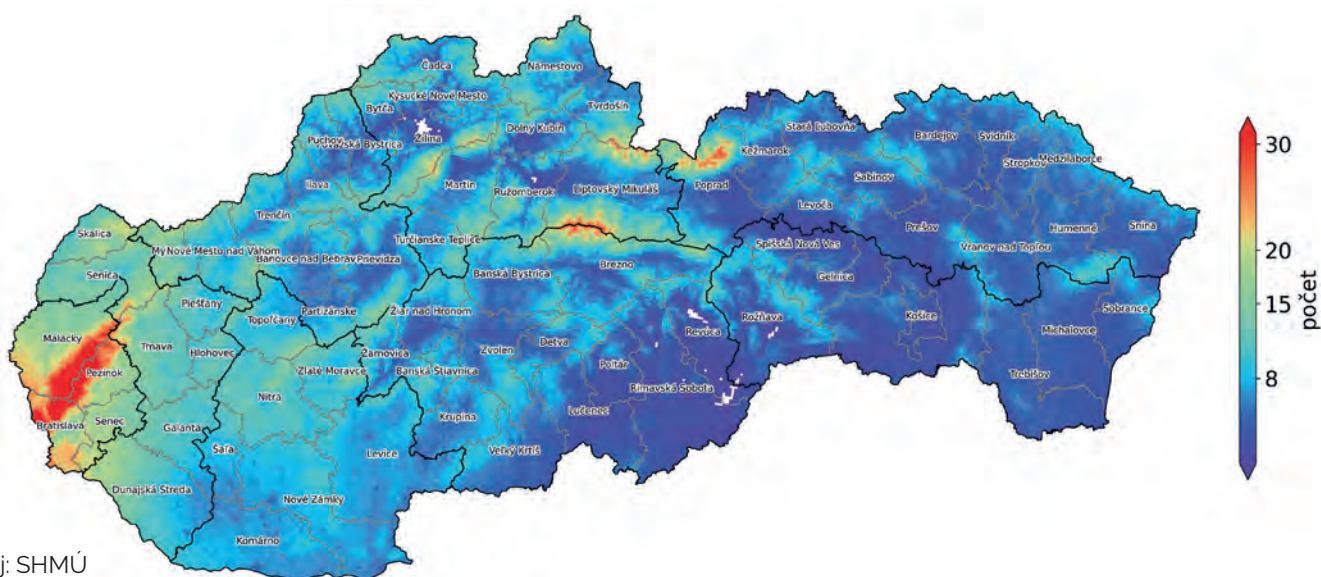 Čadca
Námestovo
Kysucké Nové Mesto
Bytča
Tvrdošín
Žilina
Dolný Kubín
Púchov
Považská Bystrica
Stará Ľubovňa
Bardejov
Svidník
Stropkov
Medzilaborce
Kežmarok
Ilava
Martin
Ružomberok
Liptovský Mikuláš
Poprad
Sabinov
Levoča
Trenčín
Prešov
Humenné
Snina
Skalica
My
Nové Mesto nad Váhom
Turčianske Teplice
Spišská Nová Ves
Vranov nad Topľou
Bánovce nad Bebrav
Prievidza
Brezno
Senica
Banská Bystrica
Gelnica
Piešťany
Partizánske
Žiar nad Hronom
Sobrance
Topoľčany
Rožňava
Košice
Malacky
Trnava
Hlohovec
Revúca
Michalovce
Detva
Zvolen
Žarnovica
Poltár
Pezinok
Zlaté Moravce
Banská Štiavnica
Trebišov
Rimavská Sobota
Nitra
Lučenec
Krupina
Bratislava
Senec
Galanta
Šaľa
Levice
Veľký Krtíš
Dunajská Streda
Nové Zámky
Komárno
30
20
15
8
počet
j: SHMÚ